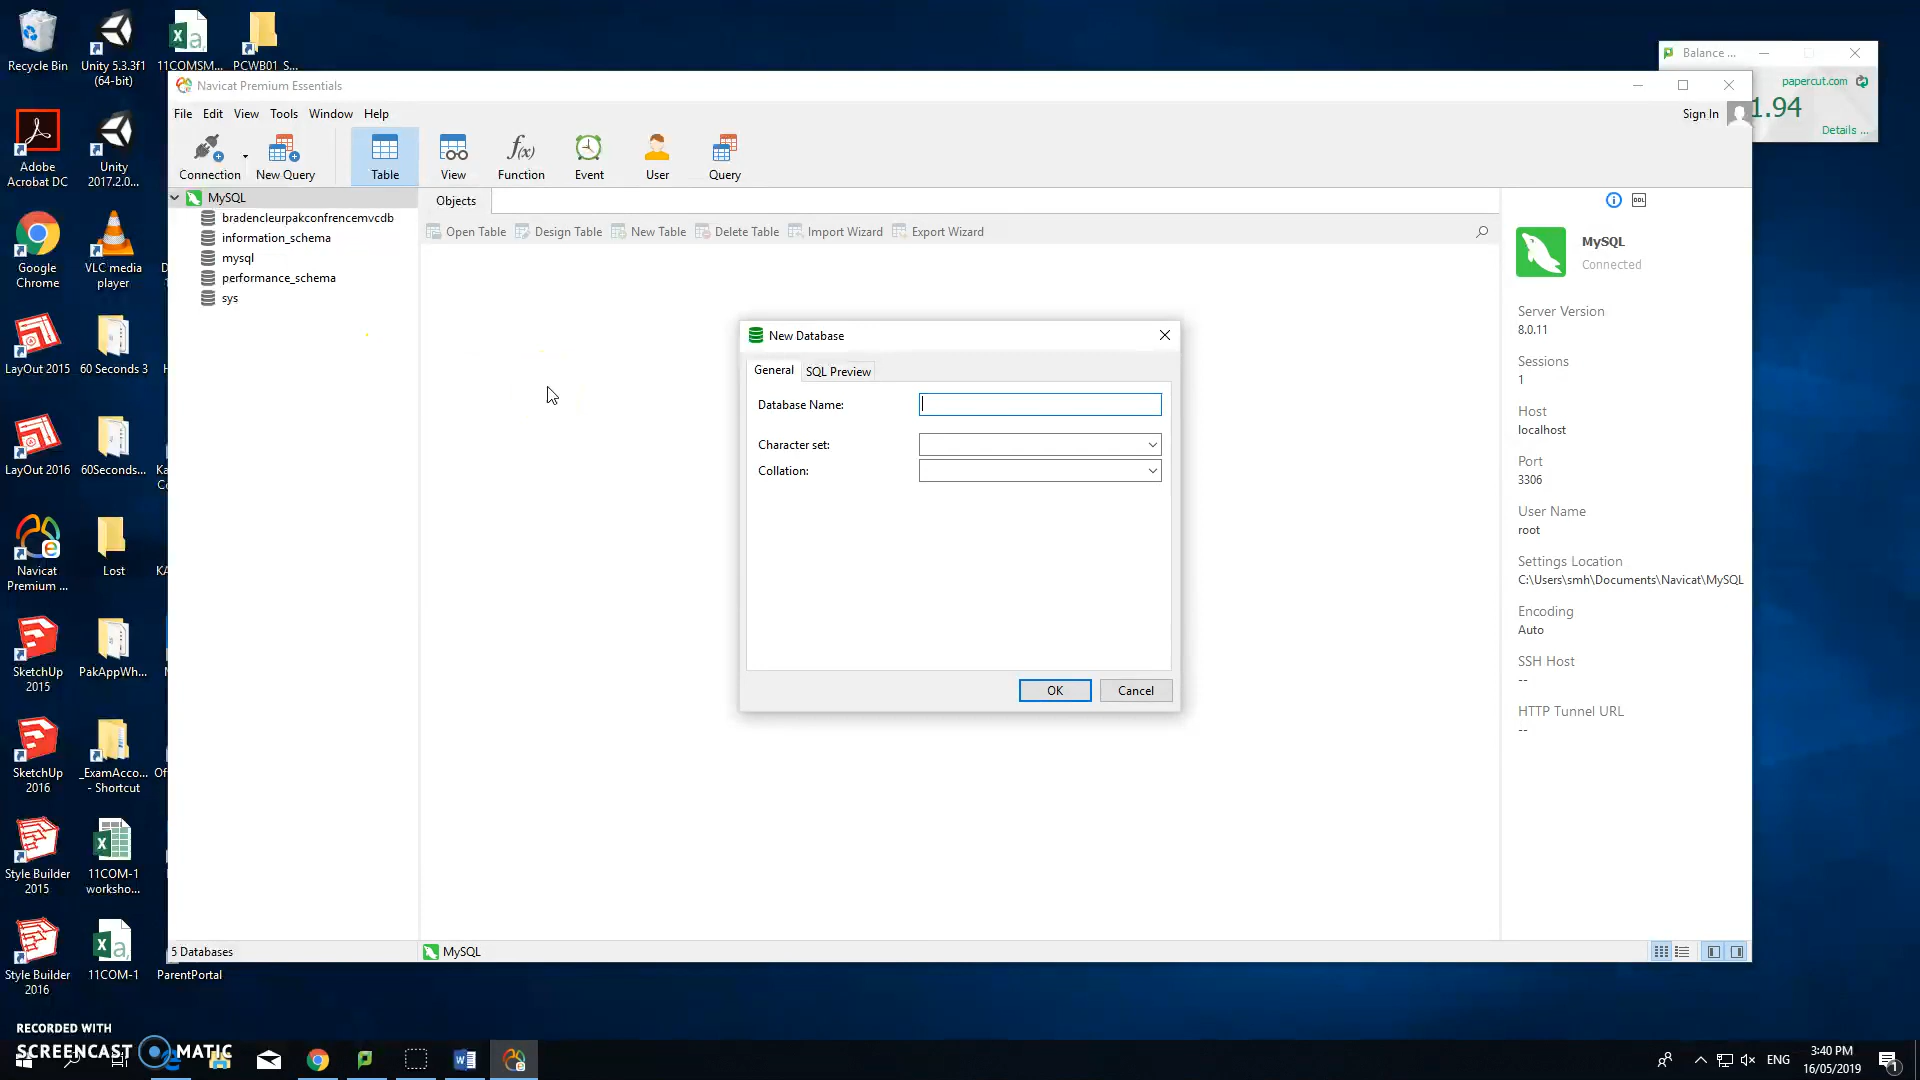 Recycle Bin
Unity 5.3.3f1
(64-bit)
11COMSM...
PCWB01_S...
Balance ...
papercut.com
1.94
Details ...
Navicat Premium Essentials
File Edit View Tools Window Help
Sign In
Connection
New Query
Table
View
Function
Event
User
Query
Adobe
Acrobat DC
Unity
2017.2.0...
MySQL
bradencleurpakconfrencemvcdb
information_schema
mysql
performance_schema
sys
Objects
Open Table
Design Table
New Table
Delete Table
Import Wizard
Export Wizard
DDL
MySQL
Connected
Server Version
8.0.11
Sessions
1
Host
localhost
Port
3306
User Name
root
Settings Location
C:\Users\smh\Documents\Navicat\MySQL
Encoding
Auto
SSH Host
--
HTTP Tunnel URL
--
New Database
General
SQL Preview
Database Name:
Character set:
Collation:
OK
Cancel
Google
Chrome
VLC media
player
LayOut 2015
60 Seconds 3
LayOut 2016
60Seconds...
Navicat
Premium ...
Lost
SketchUp
2015
PakAppWh...
SketchUp
2016
_ExamAcco...
- Shortcut
Style Builder
2015
11COM-1
worksho...
Style Builder
2016
11COM-1
ParentPortal
5 Databases
MySQL
RECORDED WITH
SCREENCAST MATIC
ENG
3:40 PM
16/05/2019
1